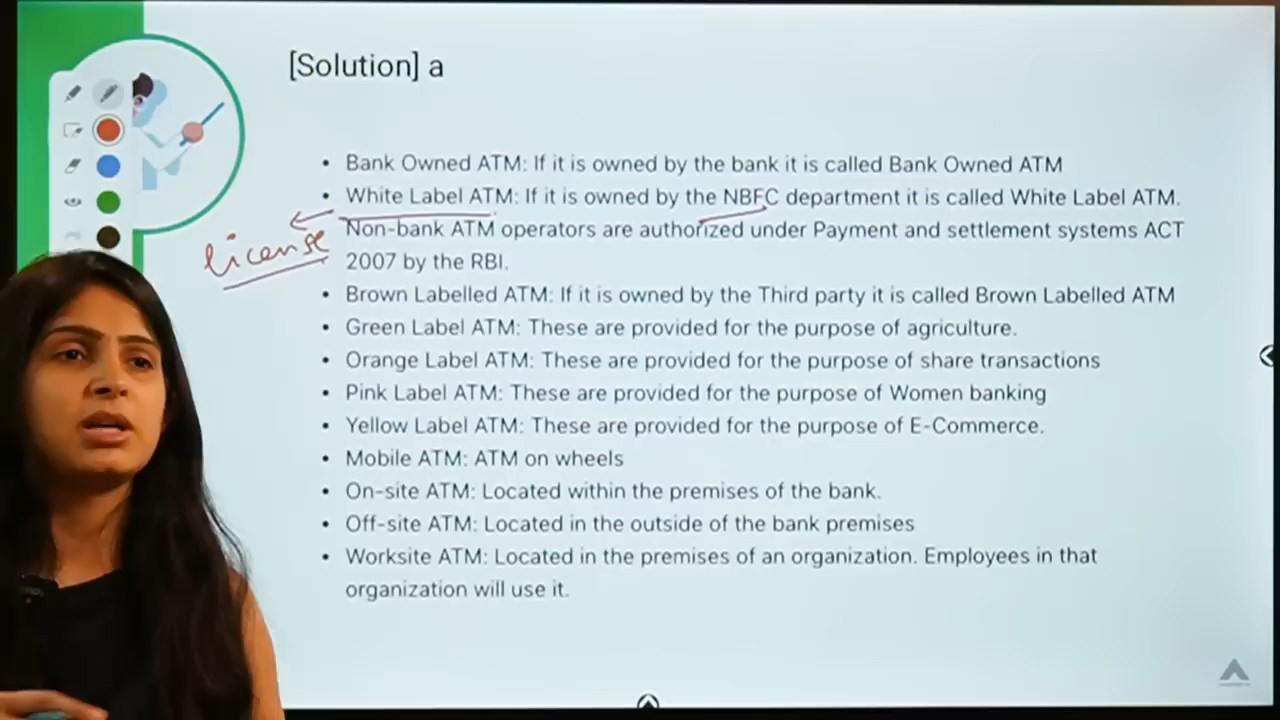 [Solution] a
• Bank Owned ATM: If it is owned by the bank it is called Bank Owned ATM
• White Label ATM: If it is owned by the NBFC department it is called White Label ATM.
Non-bank ATM operators are authorized under Payment and settlement systems ACT
license
2007 by the RBI.
• Brown Labelled ATM: If it is owned by the Third party it is called Brown Labelled ATM
• Green Label ATM: These are provided for the purpose of agriculture.
• Orange Label ATM: These are provided for the purpose of share transactions
• Pink Label ATM: These are provided for the purpose of Women banking
• Yellow Label ATM: These are provided for the purpose of E-Commerce.
• Mobile ATM: ATM on wheels
• On-site ATM: Located within the premises of the bank.
• Off-site ATM: Located in the outside of the bank premises
• Worksite ATM: Located in the premises of an organization. Employees in that
organization will use it.